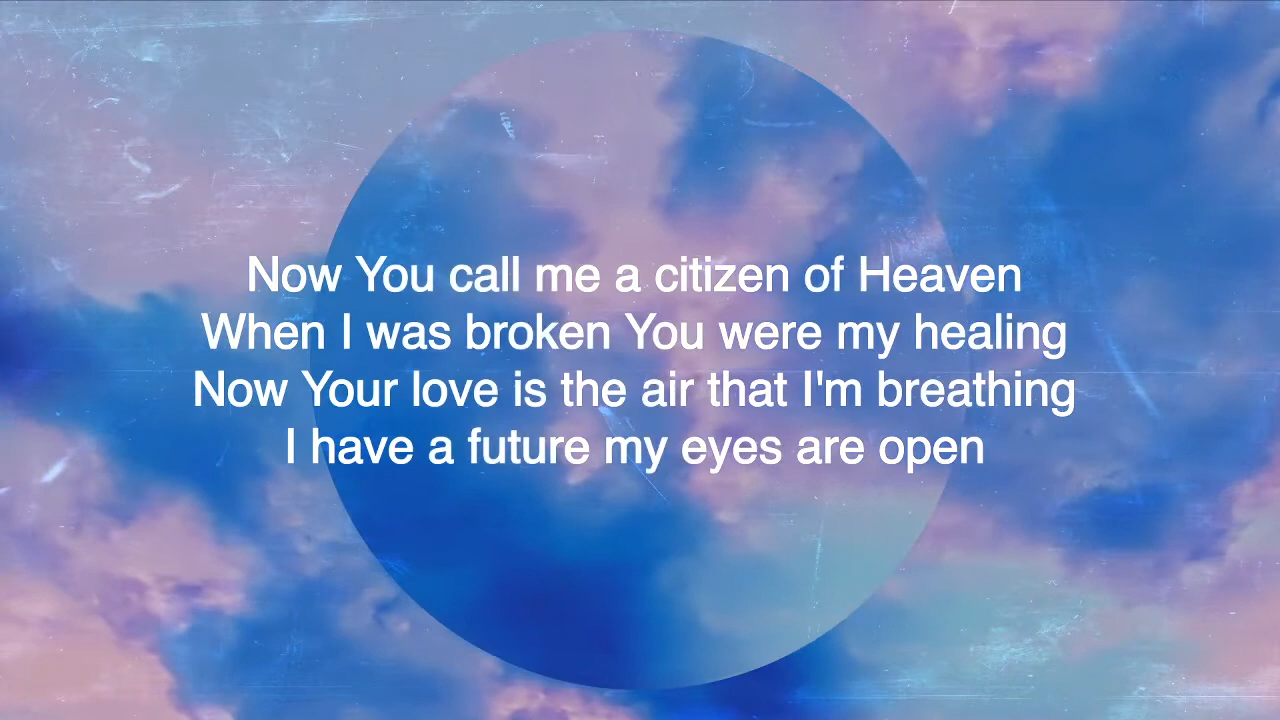 Now You call me a citizen of Heaven
When I was broken You were my healing
Now Your love is the air that I'm breathing
I have a future my eyes are open